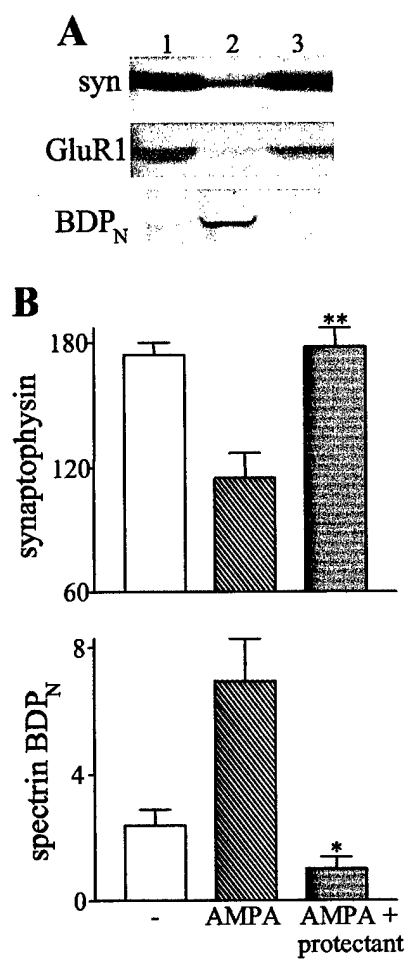 A
1 2 3
syn
GluR1
BDP_N
B
**
180
120
60
synaptophysin
*
8
4
0
spectrin BDP_N
- AMPA AMPA +
protectant